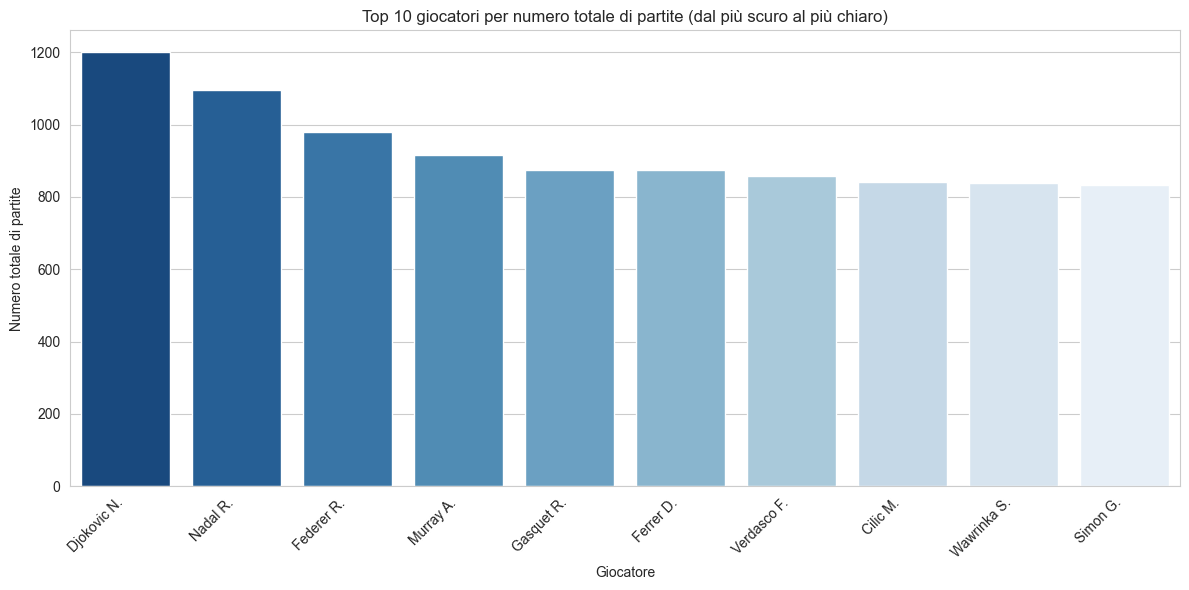 Top 10 giocatori per numero totale di partite (dal più scuro al più chiaro)
Numero totale di partite
1200
1000
800
600
400
200
0
Djokovic N.
Nadal R.
Federer R.
Murray A.
Gasquet R.
Ferrer D.
Verdasco F.
Cilic M.
Wawrinka S.
Simon G.
Giocatore